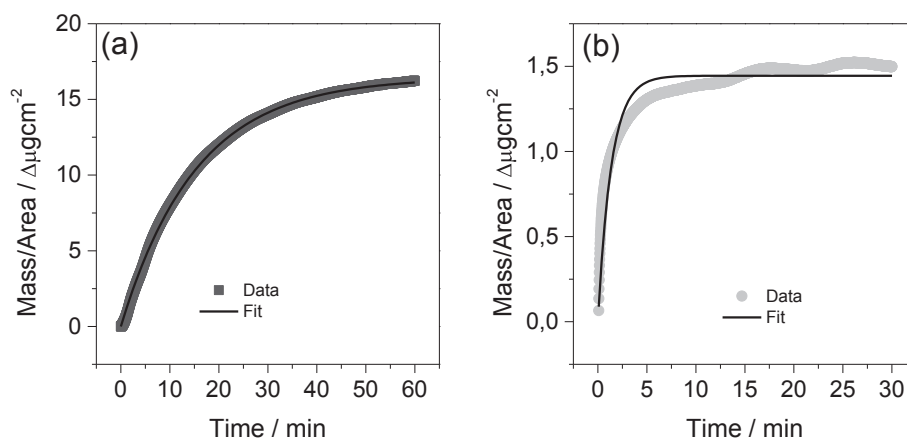 (a)
Mass/Area / Δµgcm⁻²
20
15
10
5
0
Data
Fit
0 10 20 30 40 50 60
Time / min
(b)
Mass/Area / Δµgcm⁻²
1,5
1,0
0,5
0,0
Data
Fit
0 5 10 15 20 25 30
Time / min